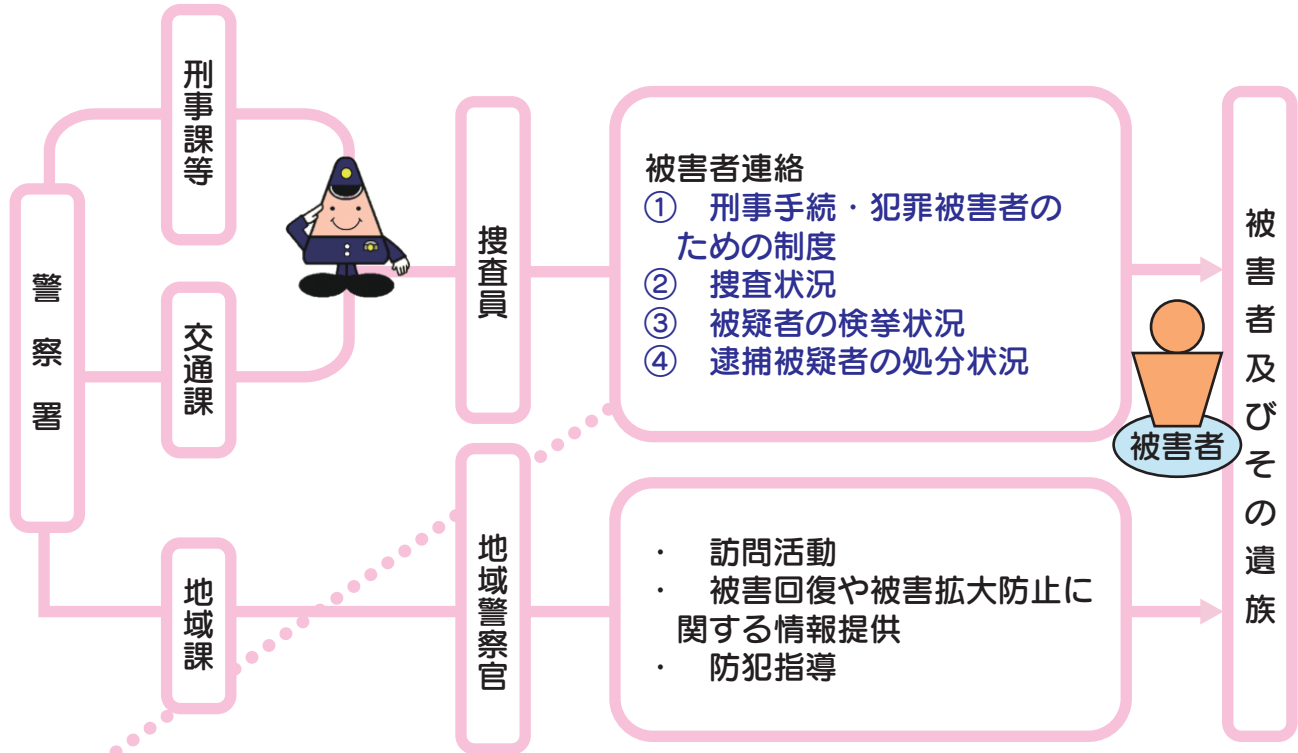 警察署
刑事課等
交通課
地域課
捜査員
地域警察官
被害者連絡
① 刑事手続・犯罪被害者の
ための制度
② 捜査状況
③ 被疑者の検挙状況
④ 逮捕被疑者の処分状況
・ 訪問活動
・ 被害回復や被害拡大防止に
関する情報提供
・ 防犯指導
被害者
被害者及びその遺族